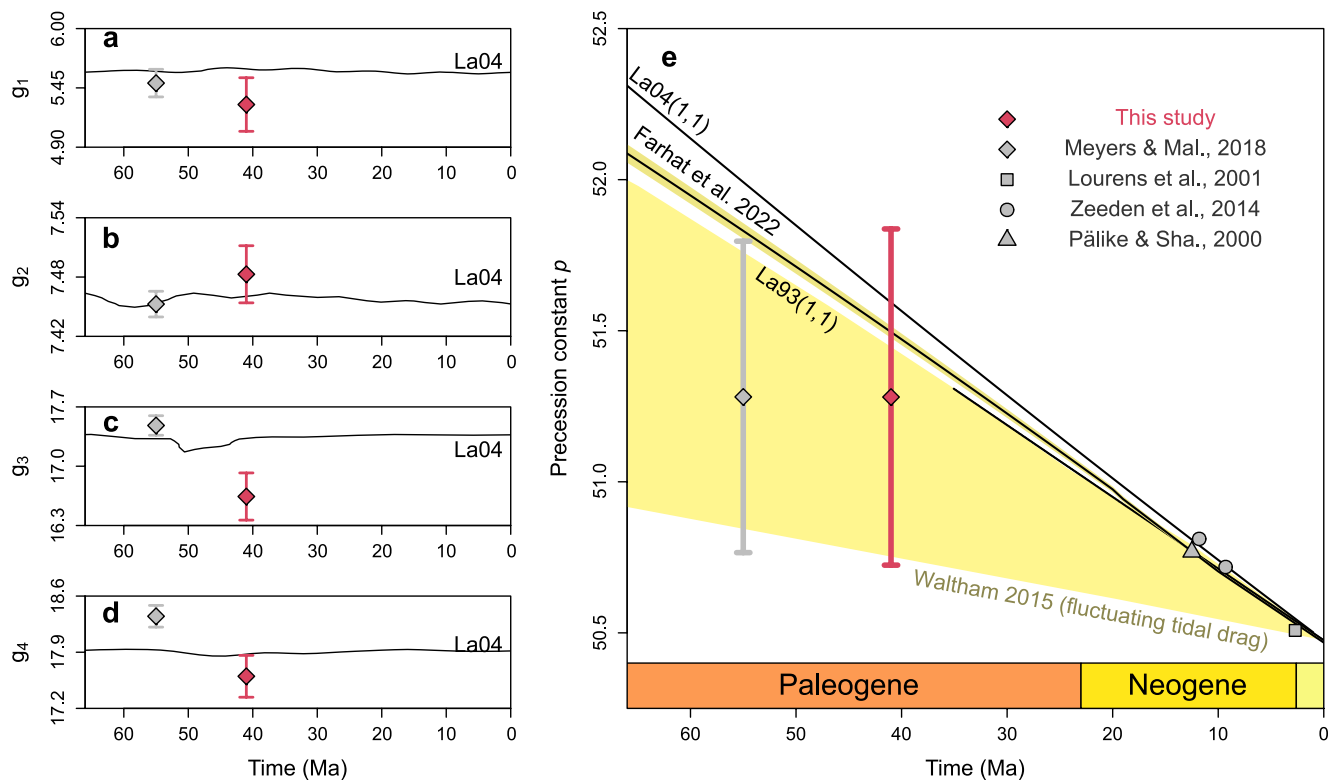 a
6.00
5.45
4.90
g1
La04
60 50 40 30 20 10 0
b
7.54
7.48
7.42
g2
La04
60 50 40 30 20 10 0
c
17.7
17.0
16.3
g3
La04
60 50 40 30 20 10 0
d
18.6
17.9
17.2
g4
La04
60 50 40 30 20 10 0
Time (Ma)
e
52.5
52.0
51.5
51.0
50.5
Precession constant p
La04(1,1)
Farhat et al. 2022
La93(1,1)
Waltham 2015 (fluctuating tidal drag)
This study
Meyers & Mal., 2018
Lourens et al., 2001
Zeeden et al., 2014
Pälike & Sha., 2000
Paleogene Neogene
60 50 40 20 10 0
Time (Ma)